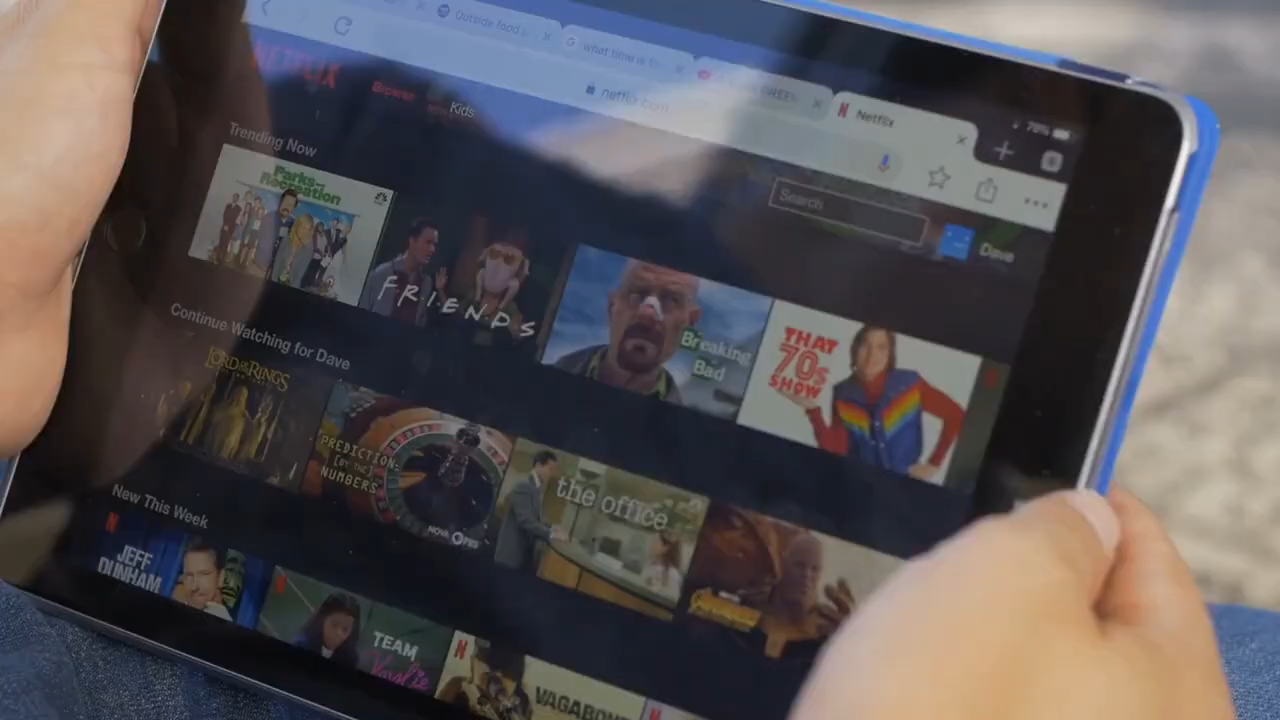 Outside food
what time is
Netflix
78%
netflix.com
NETFLIX
Browse
Kids
Search
Dave
Trending Now
Parks and
Recreation
FRIENDS
Breaking
Bad
THAT
70s
SHOW
Continue Watching for Dave
LORD OF THE RINGS
PREDICTION
[BY THE]
NUMBERS
NOVA PBS
the office
AVENGERS
New This Week
N
JEFF
DUNHAM
N
TEAM
Kaylie
N
VAGABOND
N